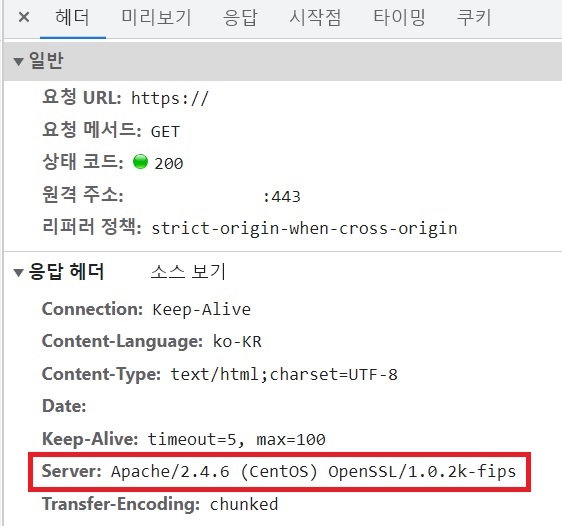 × 헤더 미리보기 응답 시작점 타이밍 쿠키
▼ 일반
요청 URL: https://
요청 메서드: GET
상태 코드: 200
원격 주소: :443
리퍼러 정책: strict-origin-when-cross-origin
▼ 응답 헤더 소스 보기
Connection: Keep-Alive
Content-Language: ko-KR
Content-Type: text/html;charset=UTF-8
Date:
Keep-Alive: timeout=5, max=100
Server: Apache/2.4.6 (CentOS) OpenSSL/1.0.2k-fips
Transfer-Encoding: chunked